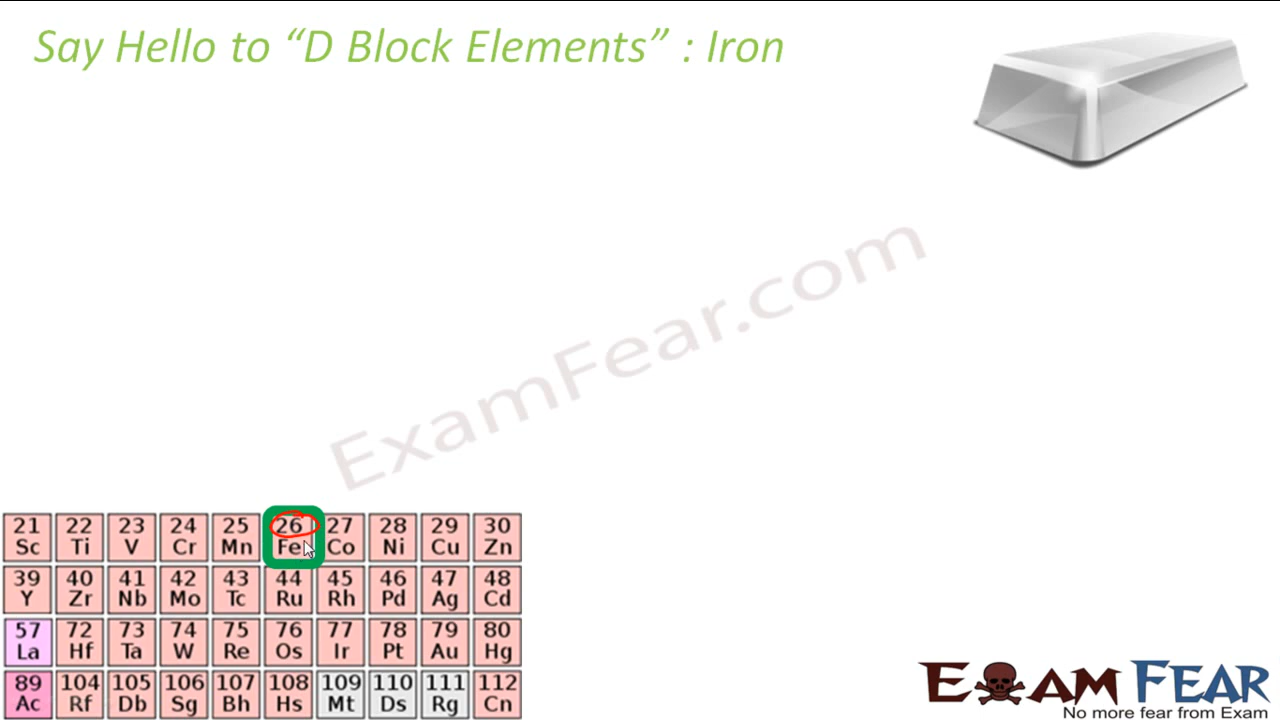 Say Hello to “D Block Elements” : Iron
ExamFear.com
21 22 23 24 25 26 27 28 29 30
Sc Ti V Cr Mn Fe Co Ni Cu Zn
39 40 41 42 43 44 45 46 47 48
Y Zr Nb Mo Tc Ru Rh Pd Ag Cd
57 72 73 74 75 76 77 78 79 80
La Hf Ta W Re Os Ir Pt Au Hg
89 104 105 106 107 108 109 110 111 112
Ac Rf Db Sg Bh Hs Mt Ds Rg Cn
EXAM FEAR
No more fear from Exam